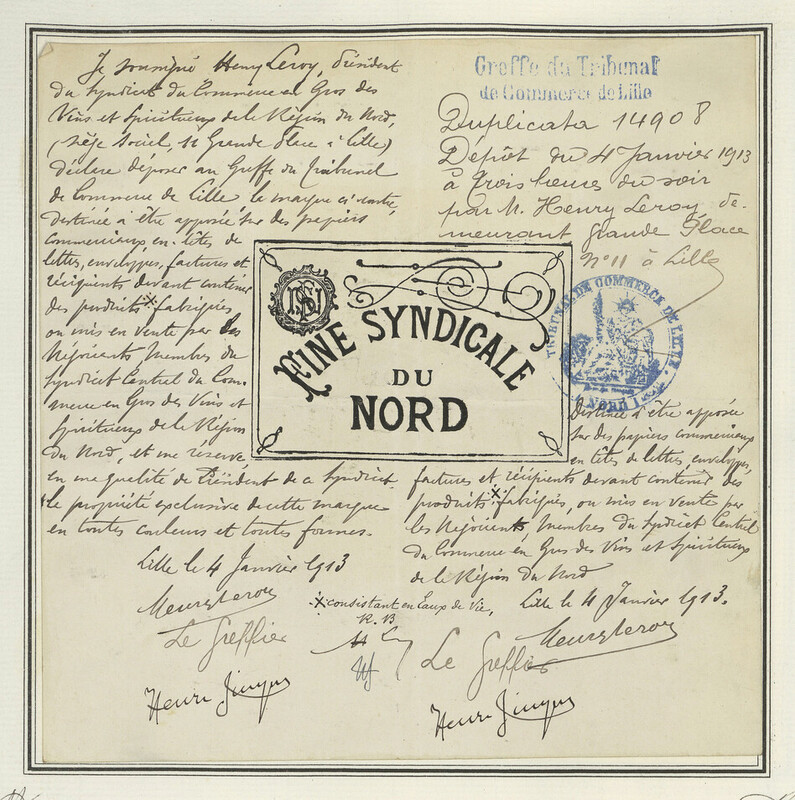 Je soussigné Henry Leroy, Président
du Syndicat du Commerce en Gros des
Vins et Spiritueux de la Région du Nord,
(siège social, 11 Grande Place à Lille)
déclare déposer au Greffe du Tribunal
de Commerce de Lille la marque ci-contre,
destinée à être apposée sur des papiers
commerciaux, en-têtes de
lettres, enveloppes, factures et
récipients devant contenir
des produits X fabriqués
ou mis en vente par les
Négociants Membres du
Syndicat Central du Com-
merce en Gros des Vins et
Spiritueux de la Région
du Nord, et me réserve,
en ma qualité de Président de ce Syndicat
la propriété exclusive de cette marque
en toutes couleurs et toutes formes.
Lille le 4 Janvier 1913
Henry Leroy
Le Greffier
Henri
Greffe du Tribunal
de Commerce de Lille
Duplicata 14908
Dépôt du 4 Janvier 1913
à trois heures du soir
par M. Henry Leroy de-
meurant Grande Place
N° 11 à Lille
NSD
FINE SYNDICALE
DU
NORD
TRIBUNAL DE COMMERCE DE LILLE
NORD
Destinée à être apposée
sur des papiers commerciaux
en têtes de lettres, enveloppes,
factures et récipients devant contenir des
produits X fabriqués, ou mis en vente par
les Négociants, membres du Syndicat Central
du Commerce en Gros des Vins et Spiritueux
de la Région du Nord
X consistant en Eaux de Vie,
Lille le 4 Janvier 1913.
R. B
HL
Henry Leroy
Le Greffier
Henri